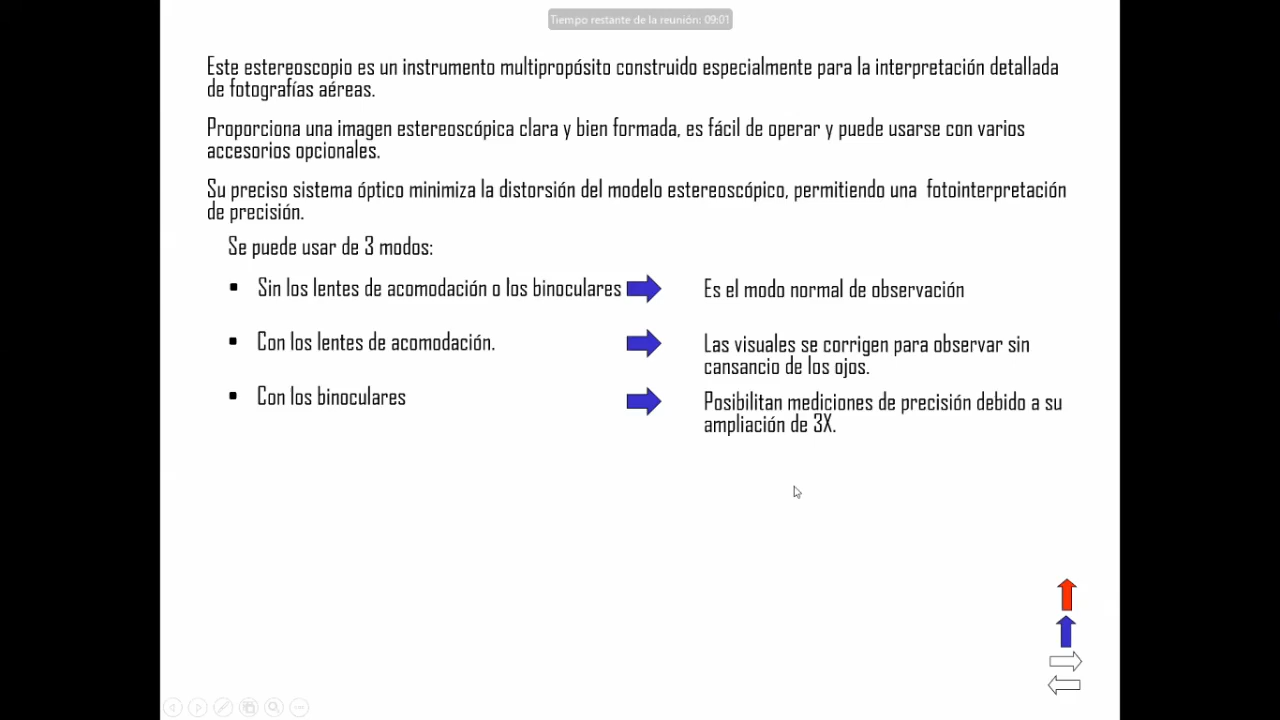 Tiempo restante de la reunión: 09:01
Este estereoscopio es un instrumento multipropósito construido especialmente para la interpretación detallada
de fotografías aéreas.
Proporciona una imagen estereoscópica clara y bien formada, es fácil de operar y puede usarse con varios
accesorios opcionales.
Su preciso sistema óptico minimiza la distorsión del modelo estereoscópico, permitiendo una fotointerpretación
de precisión.
Se puede usar de 3 modos:
▪ Sin los lentes de acomodación o los binoculares
Es el modo normal de observación
▪ Con los lentes de acomodación.
Las visuales se corrigen para observar sin
cansancio de los ojos.
▪ Con los binoculares
Posibilitan mediciones de precisión debido a su
ampliación de 3X.